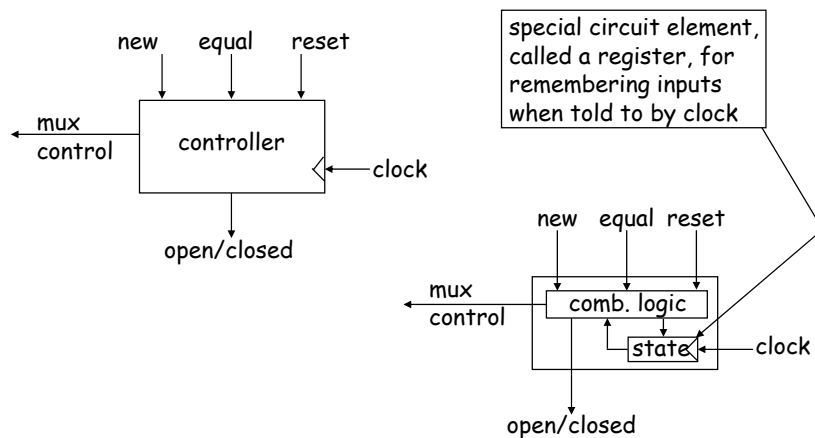 new equal reset
mux
control
controller
clock
open/closed
special circuit element,
called a register, for
remembering inputs
when told to by clock
new equal reset
mux
control
comb. logic
state
clock
open/closed